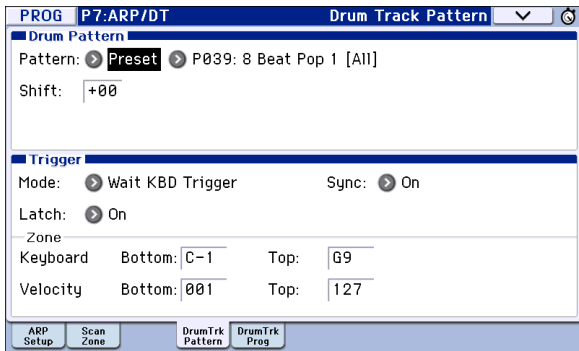 PROG P7:ARP/DT Drum Track Pattern
Drum Pattern
Pattern: Preset P039: 8 Beat Pop 1 [All]
Shift: +00
Trigger
Mode: Wait KBD Trigger Sync: On
Latch: On
Zone
Keyboard Bottom: C-1 Top: G9
Velocity Bottom: 001 Top: 127
ARP Setup Scan Zone DrumTrk Pattern DrumTrk Prog